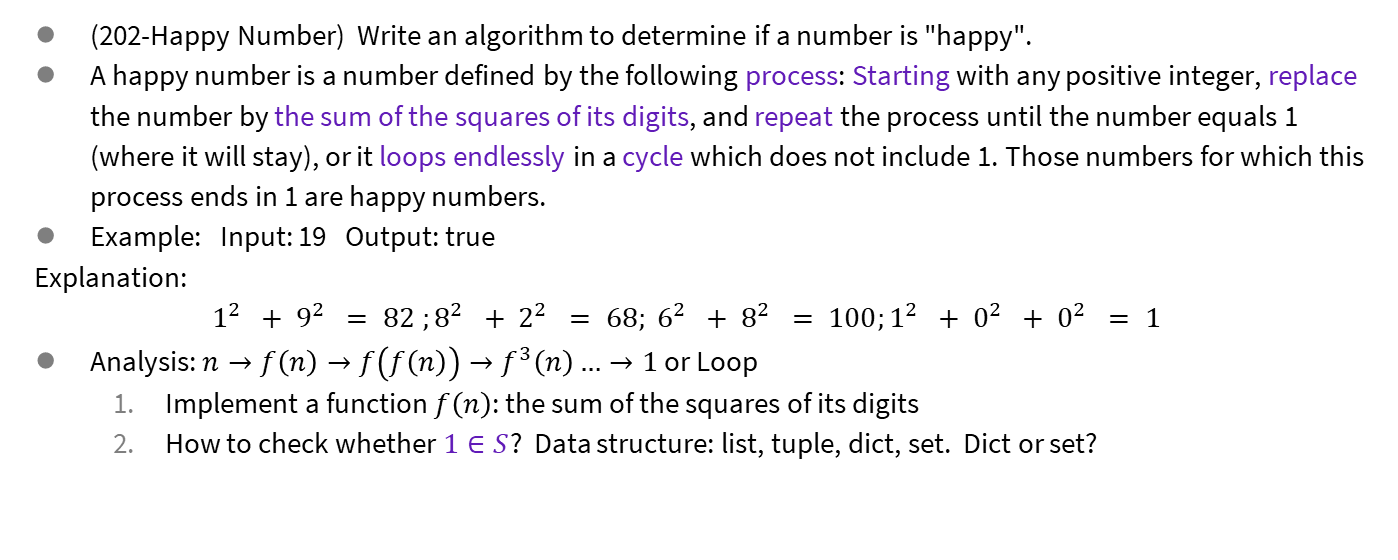 ● (202-Happy Number) Write an algorithm to determine if a number is "happy".
● A happy number is a number defined by the following process: Starting with any positive integer, replace
the number by the sum of the squares of its digits, and repeat the process until the number equals 1
(where it will stay), or it loops endlessly in a cycle which does not include 1. Those numbers for which this
process ends in 1 are happy numbers.
● Example: Input: 19 Output: true
Explanation:
1² + 9² = 82 ; 8² + 2² = 68; 6² + 8² = 100; 1² + 0² + 0² = 1
● Analysis: n → f(n) → f(f(n)) → f³(n) … → 1 or Loop
1. Implement a function f(n): the sum of the squares of its digits
2. How to check whether 1 ∈ S? Data structure: list, tuple, dict, set. Dict or set?